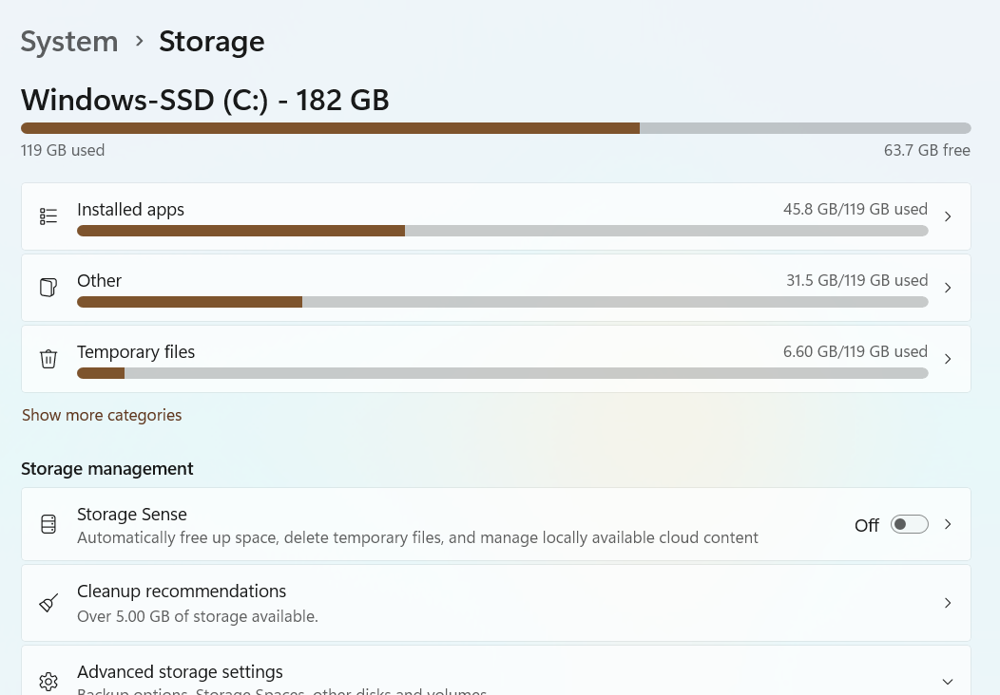 System > Storage
Windows-SSD (C:) - 182 GB
119 GB used 63.7 GB free
Installed apps 45.8 GB/119 GB used
Other 31.5 GB/119 GB used
Temporary files 6.60 GB/119 GB used
Show more categories
Storage management
Storage Sense Off
Automatically free up space, delete temporary files, and manage locally available cloud content
Cleanup recommendations
Over 5.00 GB of storage available.
Advanced storage settings
Backup options, Storage Spaces, other disks and volumes